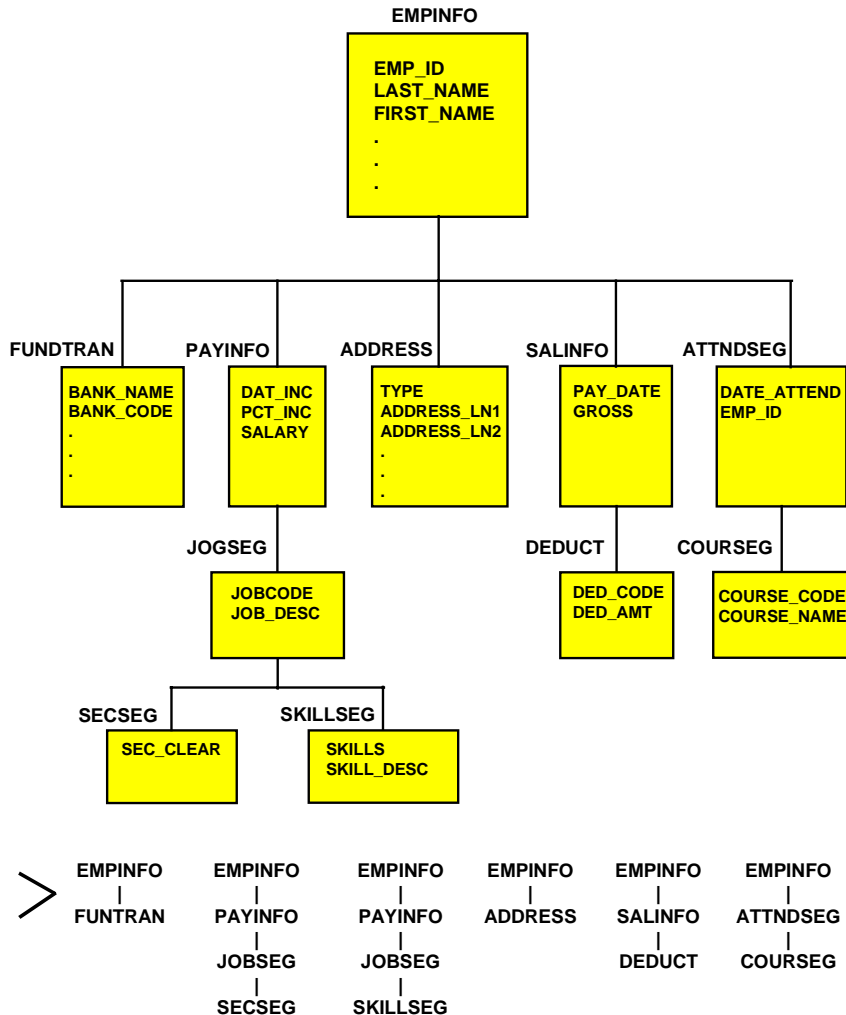 EMPINFO
EMP_ID
LAST_NAME
FIRST_NAME
.
.
.
FUNDTRAN
BANK_NAME
BANK_CODE
.
.
.
PAYINFO
DAT_INC
PCT_INC
SALARY
ADDRESS
TYPE
ADDRESS_LN1
ADDRESS_LN2
.
.
.
SALINFO
PAY_DATE
GROSS
ATTNDSEG
DATE_ATTEND
EMP_ID
JOGSEG
JOBCODE
JOB_DESC
DEDUCT
DED_CODE
DED_AMT
COURSEG
COURSE_CODE
COURSE_NAME
SECSEG
SEC_CLEAR
SKILLSEG
SKILLS
SKILL_DESC
EMPINFO
|
FUNTRAN
EMPINFO
|
PAYINFO
|
JOBSEG
|
SECSEG
EMPINFO
|
PAYINFO
|
JOBSEG
|
SKILLSEG
EMPINFO
|
ADDRESS
EMPINFO
|
SALINFO
|
DEDUCT
EMPINFO
|
ATTNDSEG
|
COURSEG